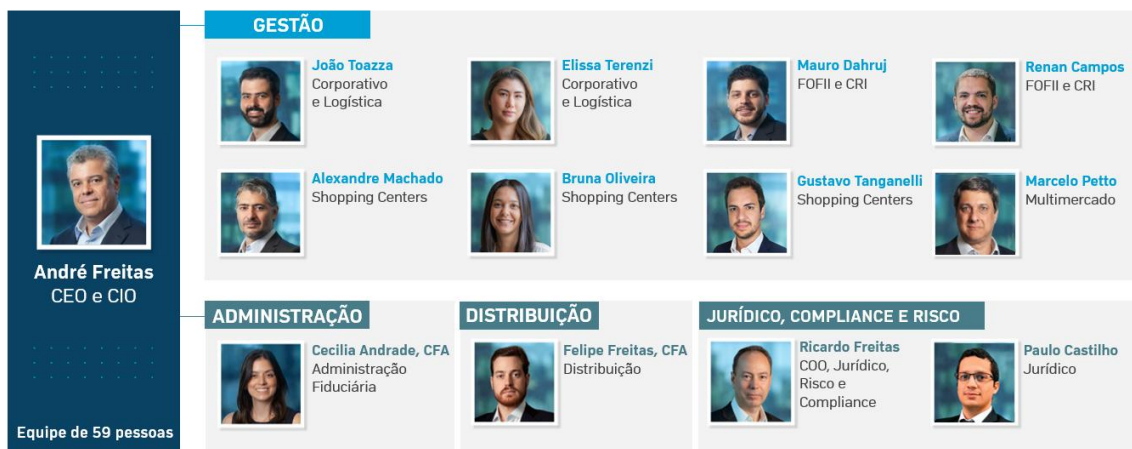 GESTÃO
João Toazza
Corporativo
e Logística
Elissa Terenzi
Corporativo
e Logística
Mauro Dahruj
FOFII e CRI
Renan Campos
FOFII e CRI
Alexandre Machado
Shopping Centers
Bruna Oliveira
Shopping Centers
Gustavo Tanganelli
Shopping Centers
Marcelo Petto
Multimercado
André Freitas
CEO e CIO
Equipe de 59 pessoas
ADMINISTRAÇÃO
Cecilia Andrade, CFA
Administração
Fiduciária
DISTRIBUIÇÃO
Felipe Freitas, CFA
Distribuição
JURÍDICO, COMPLIANCE E RISCO
Ricardo Freitas
COO, Jurídico,
Risco e
Compliance
Paulo Castilho
Jurídico